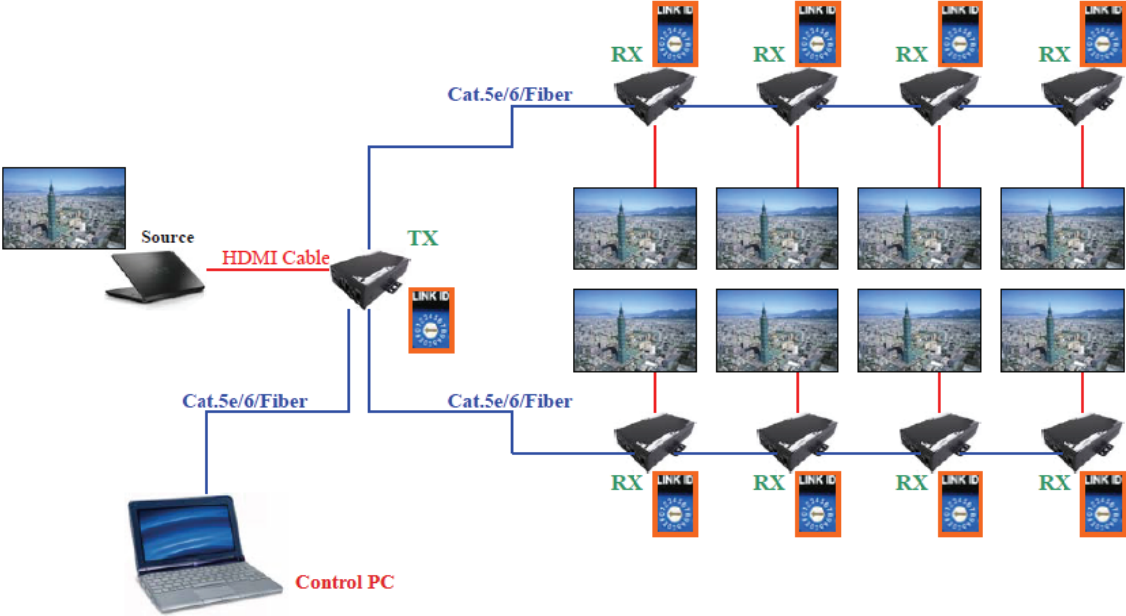 LINK ID
LINK ID
LINK ID
LINK ID
RX
RX
RX
RX
Cat.5e/6/Fiber
Source
TX
HDMI Cable
LINK ID
Cat.5e/6/Fiber
Cat.5e/6/Fiber
RX
RX
RX
RX
LINK ID
LINK ID
LINK ID
LINK ID
Control PC